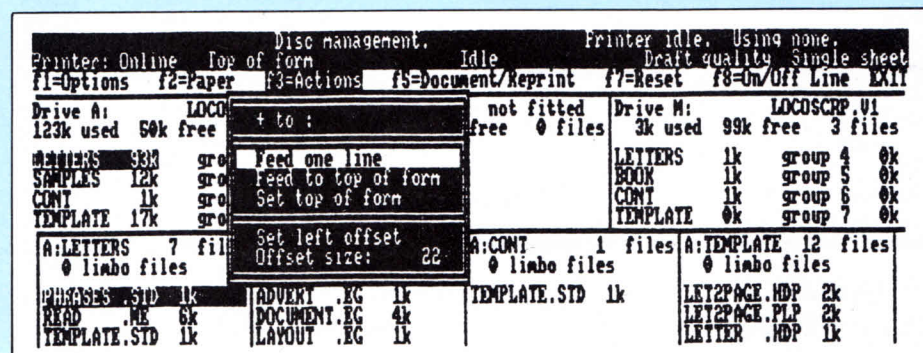 Disc management. Printer idle. Using none.
Printer: Online Top of form Idle Draft quality Single sheet
f1=Options f2=Paper f3=Actions f5=Document/Reprint f7=Reset f8=On/Off Line EXIT
Drive A: LOCO not fitted Drive M: LOCOSCRP.V1
123k used 50k free free 0 files 3k used 99k free 3 files
+ to :
LETTERS 93k gro LETTERS 1k group 4 0k
SAMPLES 12k gro BOOK 1k group 5 0k
CONT 1k gro CONT 1k group 6 0k
TEMPLATE 17k gro TEMPLATE 0k group 7 0k
Feed one line
Feed to top of form
Set top of form
Set left offset
Offset size: 22
A:LETTERS 7 fil A:CONT 1 files A:TEMPLATE 12 files
0 limbo files 0 limbo files 0 limbo files
PHRASES .STD 1k ADVERT .EG 1k TEMPLATE.STD 1k LET2PAGE.HDP 2k
READ .ME 6k DOCUMENT.EG 4k LET2PAGE.PLP 2k
TEMPLATE.STD 1k LAYOUT .EG 1k LETTER .HDP 1k